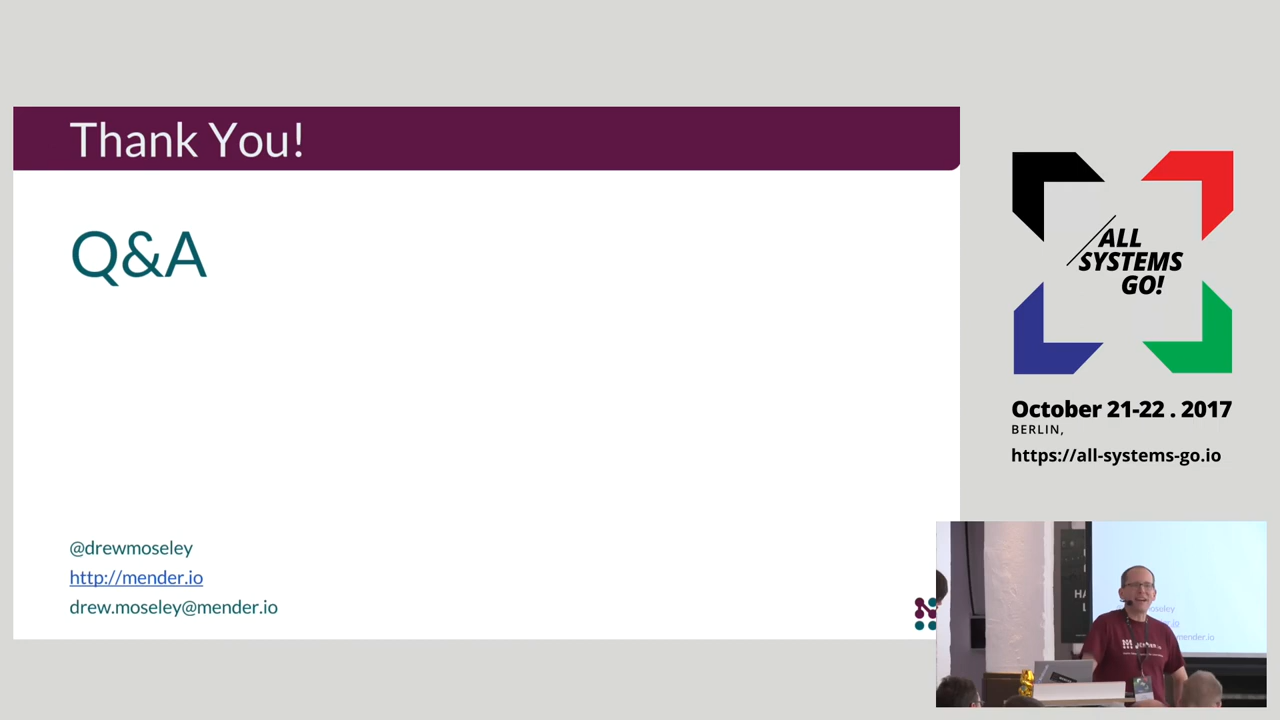 Thank You!
Q&A
@drewmoseley
http://mender.io
drew.moseley@mender.io
ALL
SYSTEMS
GO!
October 21-22 . 2017
BERLIN,
https://all-systems-go.io